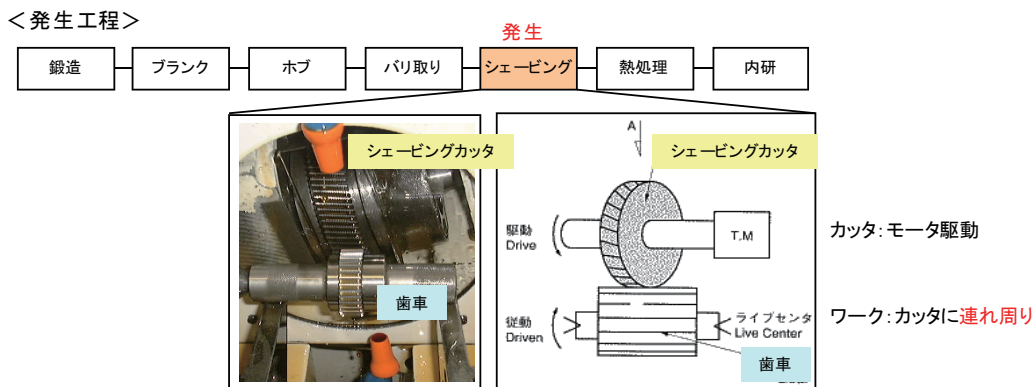 ＜発生工程＞
発生
鍛造
ブランク
ホブ
バリ取り
シェービング
熱処理
内研
シェービングカッタ
歯車
A
シェービングカッタ
駆動
Drive
T.M
従動
Driven
ライブセンタ
Live Center
歯車
カッタ：モータ駆動
ワーク：カッタに連れ周り